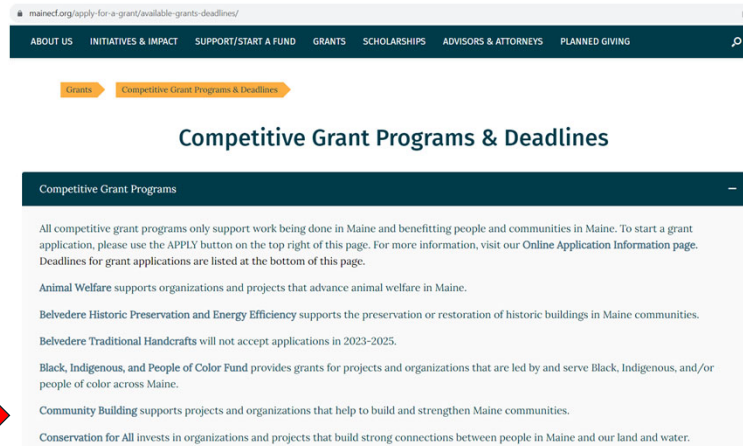 mainecf.org/apply-for-a-grant/available-grants-deadlines/
ABOUT US INITIATIVES & IMPACT SUPPORT/START A FUND GRANTS SCHOLARSHIPS ADVISORS & ATTORNEYS PLANNED GIVING
Grants Competitive Grant Programs & Deadlines
Competitive Grant Programs & Deadlines
Competitive Grant Programs
All competitive grant programs only support work being done in Maine and benefitting people and communities in Maine. To start a grant
application, please use the APPLY button on the top right of this page. For more information, visit our Online Application Information page.
Deadlines for grant applications are listed at the bottom of this page.
Animal Welfare supports organizations and projects that advance animal welfare in Maine.
Belvedere Historic Preservation and Energy Efficiency supports the preservation or restoration of historic buildings in Maine communities.
Belvedere Traditional Handcrafts will not accept applications in 2023-2025.
Black, Indigenous, and People of Color Fund provides grants for projects and organizations that are led by and serve Black, Indigenous, and/or
people of color across Maine.
Community Building supports projects and organizations that help to build and strengthen Maine communities.
Conservation for All invests in organizations and projects that build strong connections between people in Maine and our land and water.